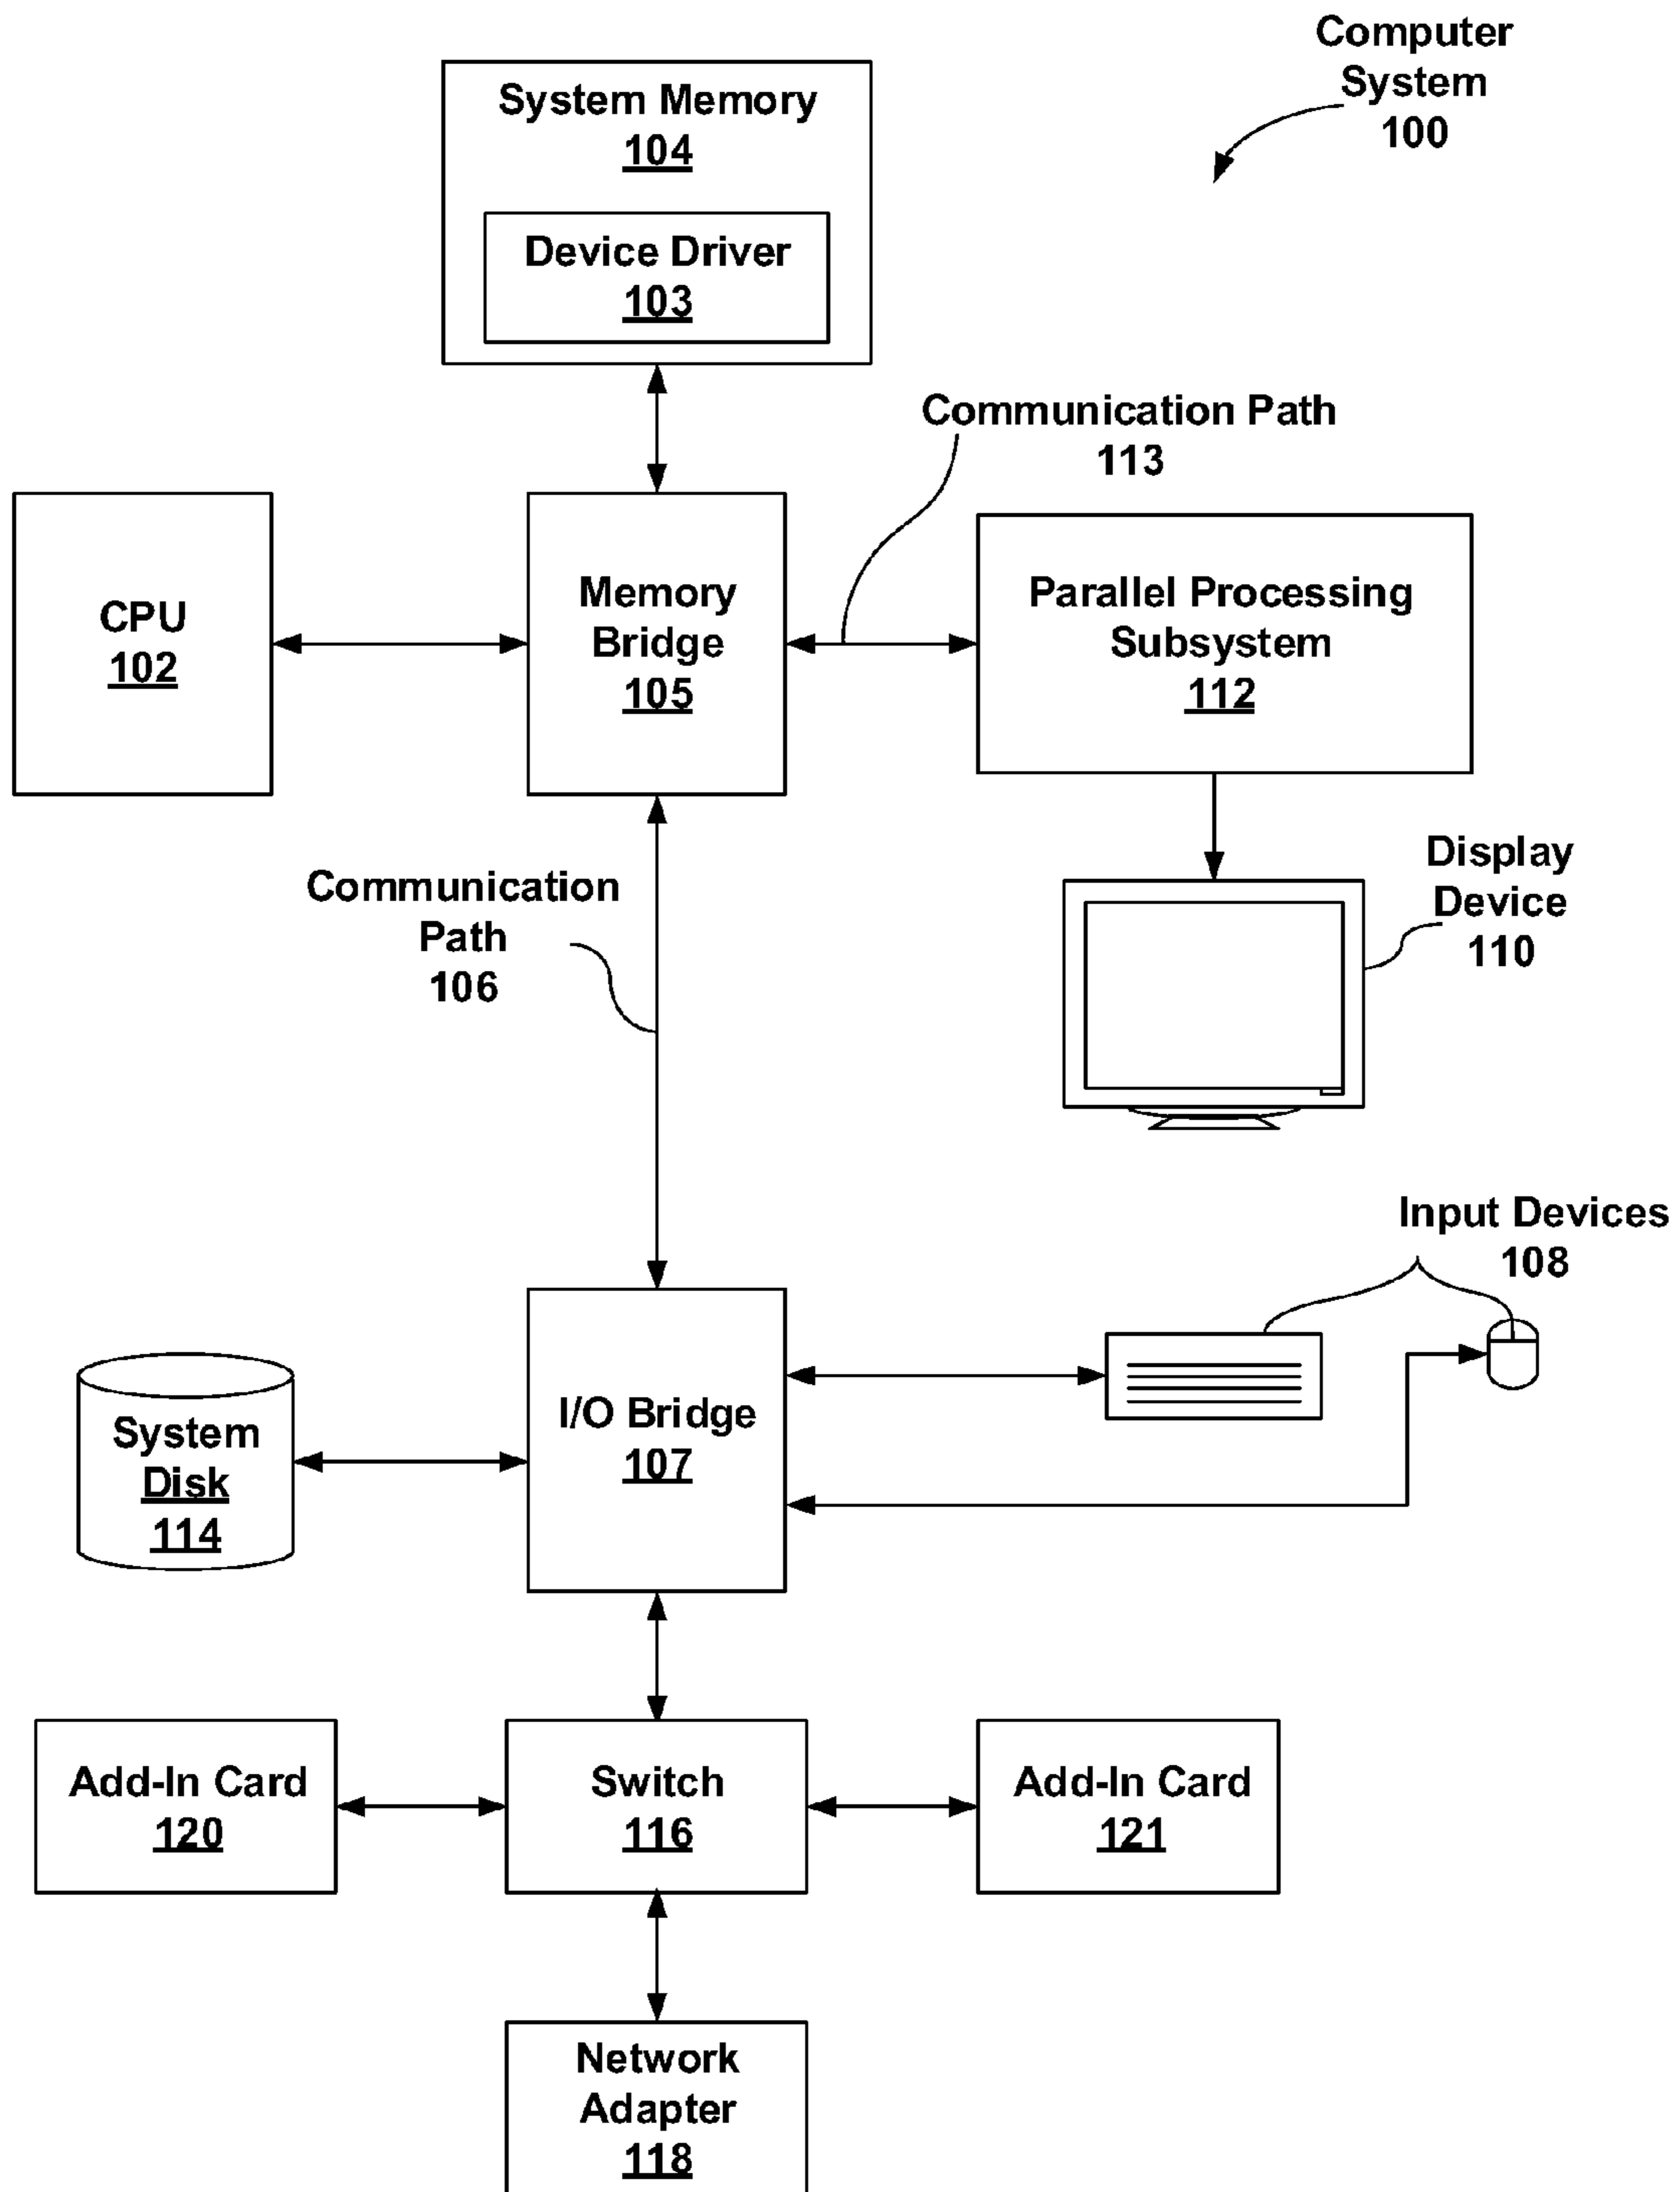 Computer
System
100
System Memory
104
Device Driver
103
Communication Path
113
CPU
102
Memory
Bridge
105
Parallel Processing
Subsystem
112
Communication
Path
106
Display
Device
110
Input Devices
108
System
Disk
114
I/O Bridge
107
Add-In Card
120
Switch
116
Add-In Card
121
Network
Adapter
118